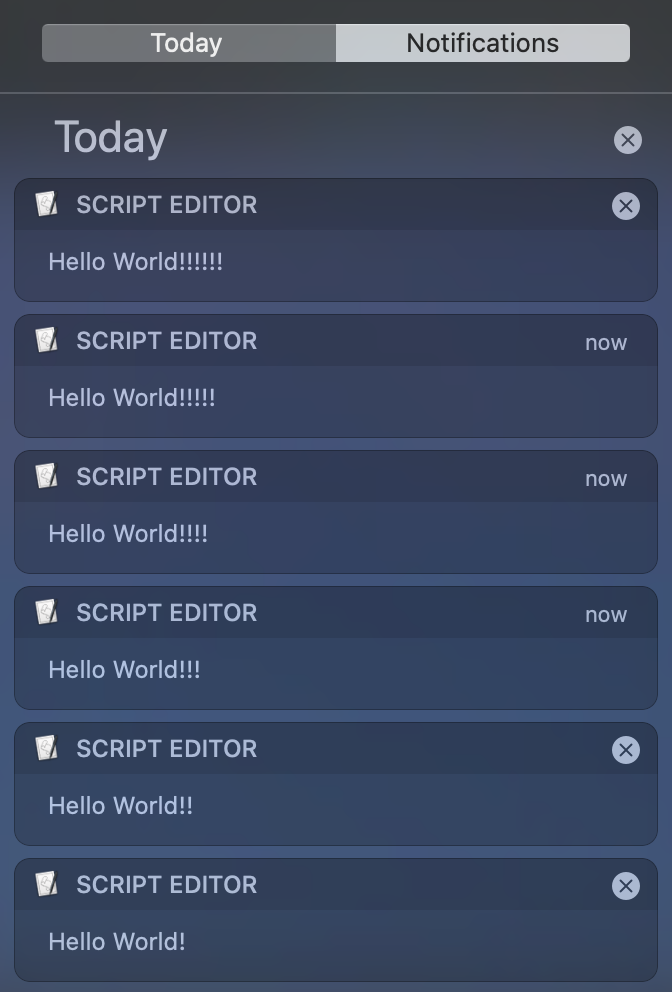 Today Notifications
Today
SCRIPT EDITOR
Hello World!!!!!!
SCRIPT EDITOR now
Hello World!!!!!
SCRIPT EDITOR now
Hello World!!!!
SCRIPT EDITOR now
Hello World!!!
SCRIPT EDITOR
Hello World!!
SCRIPT EDITOR
Hello World!